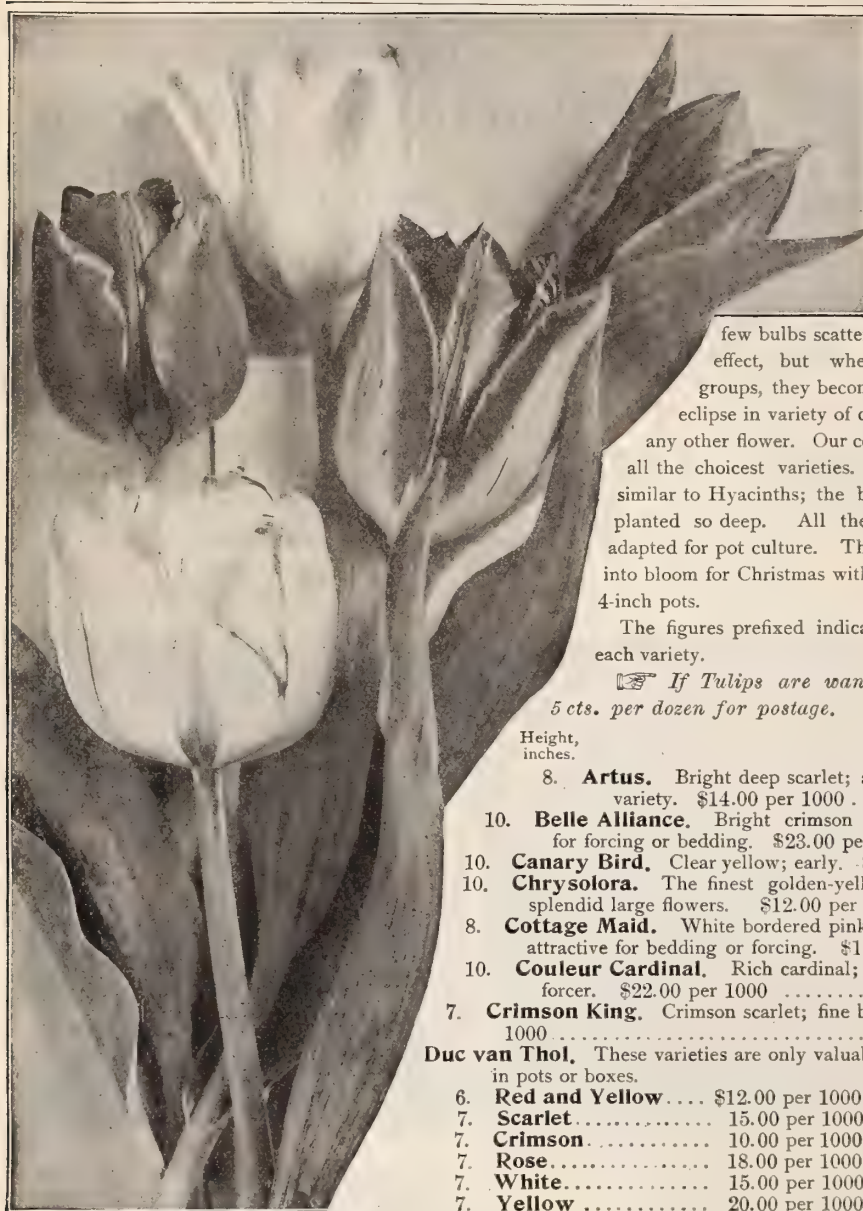 few bulbs scatte
effect, but whe
groups, they becom
eclipse in variety of c
any other flower. Our c
all the choicest varieties.
similar to Hyacinths; the b
planted so deep. All the
adapted for pot culture. Th
into bloom for Christmas with
4-inch pots.
The figures prefixed indica
each variety.
☞ If Tulips are wan
5 cts. per dozen for postage.
Height,
inches.
8. Artus. Bright deep scarlet;
variety. $14.00 per 1000 .
10. Belle Alliance. Bright crimson
for forcing or bedding. $23.00 pe
10. Canary Bird. Clear yellow; early.
10. Chrysolora. The finest golden-yell
splendid large flowers. $12.00 per
8. Cottage Maid. White bordered pink
attractive for bedding or forcing. $1
10. Couleur Cardinal. Rich cardinal;
forcer. $22.00 per 1000 ........
7. Crimson King. Crimson scarlet; fine b
1000 ..............................
Duc van Thol. These varieties are only valuab
in pots or boxes.
6. Red and Yellow.... $12.00 per 1000
7. Scarlet.............. 15.00 per 1000
7. Crimson............ 10.00 per 1000
7. Rose................ 18.00 per 1000
7. White.............. 15.00 per 1000
7. Yellow ............ 20.00 per 1000